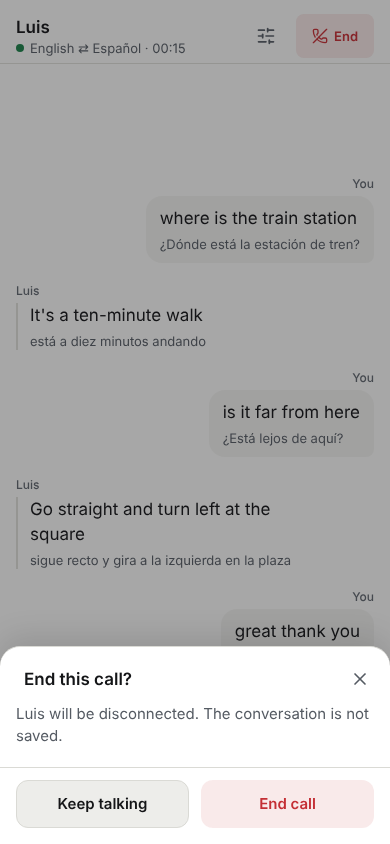 Luis
English ⇄ Español · 00:15
End
You
where is the train station
¿Dónde está la estación de tren?
Luis
It's a ten-minute walk
está a diez minutos andando
You
is it far from here
¿Está lejos de aquí?
Luis
Go straight and turn left at the
square
sigue recto y gira a la izquierda en la plaza
You
great thank you
End this call?
Luis will be disconnected. The conversation is not
saved.
Keep talking
End call